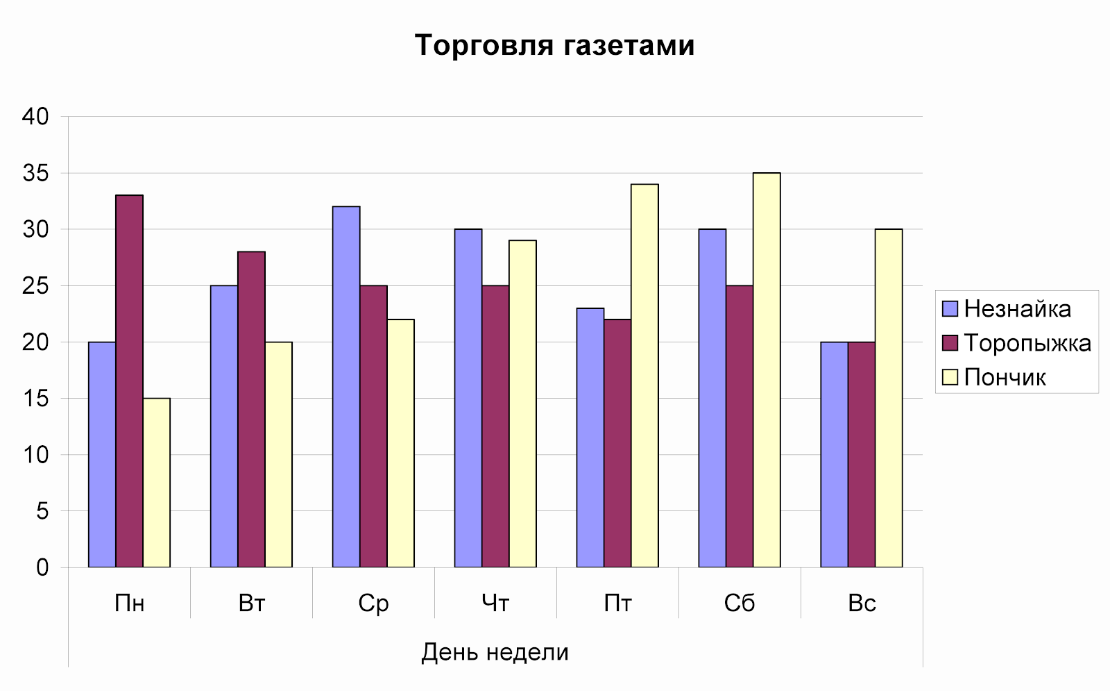 Торговля газетами
40
35
30
25
20
15
10
5
0
Пн Вт Ср Чт Пт Сб Вс
День недели
Незнайка
Торопыжка
Пончик